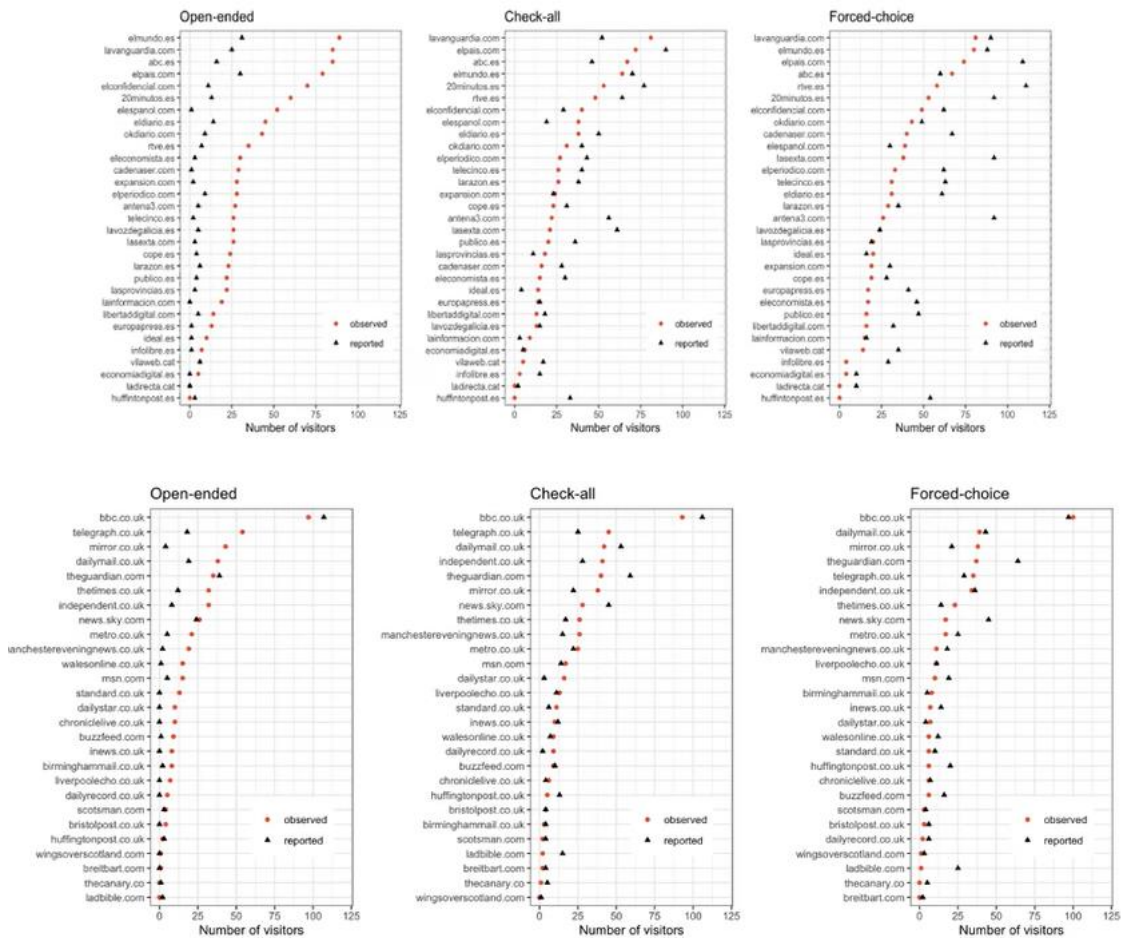 Open-ended
elmundo.es
lavanguardia.com
abc.es
elpais.com
elconfidencial.com
20minutos.es
elespanol.com
eldiario.es
okdiario.com
rtve.es
eleconomista.es
cadenaser.com
expansion.com
elperiodico.com
antena3.com
telecinco.es
lavozdegalicia.es
lasexta.com
cope.es
larazon.es
publico.es
lasprovincias.es
lainformacion.com
libertaddigital.com
europapress.es
ideal.es
infolibre.es
vilaweb.cat
economiadigital.es
ladirecta.cat
huffintonpost.es
observed
reported
0 25 50 75 100 125
Number of visitors
Check-all
lavanguardia.com
elpais.com
abc.es
elmundo.es
20minutos.es
rtve.es
elconfidencial.com
elespanol.com
eldiario.es
okdiario.com
elperiodico.com
telecinco.es
larazon.es
expansion.com
cope.es
antena3.com
lasexta.com
publico.es
lasprovincias.es
cadenaser.com
eleconomista.es
ideal.es
europapress.es
libertaddigital.com
lavozdegalicia.es
lainformacion.com
economiadigital.es
vilaweb.cat
infolibre.es
ladirecta.cat
huffintonpost.es
observed
reported
0 25 50 75 100 125
Number of visitors
Forced-choice
lavanguardia.com
elmundo.es
elpais.com
abc.es
rtve.es
20minutos.es
elconfidencial.com
okdiario.com
cadenaser.com
elespanol.com
lasexta.com
elperiodico.com
telecinco.es
eldiario.es
larazon.es
antena3.com
lavozdegalicia.es
lasprovincias.es
ideal.es
expansion.com
cope.es
europapress.es
eleconomista.es
publico.es
libertaddigital.com
lainformacion.com
vilaweb.cat
infolibre.es
economiadigital.es
ladirecta.cat
huffintonpost.es
observed
reported
0 25 50 75 100 125
Number of visitors
Open-ended
bbc.co.uk
telegraph.co.uk
mirror.co.uk
dailymail.co.uk
theguardian.com
thetimes.co.uk
independent.co.uk
news.sky.com
metro.co.uk
manchestereveningnews.co.uk
walesonline.co.uk
msn.com
standard.co.uk
dailystar.co.uk
chroniclelive.co.uk
buzzfeed.com
inews.co.uk
birminghammail.co.uk
liverpoolecho.co.uk
dailyrecord.co.uk
scotsman.com
bristolpost.co.uk
huffingtonpost.co.uk
wingsoverscotland.com
breitbart.com
thecanary.co
ladbible.com
observed
reported
0 25 50 75 100 125
Number of visitors
Check-all
bbc.co.uk
telegraph.co.uk
dailymail.co.uk
independent.co.uk
theguardian.com
mirror.co.uk
news.sky.com
thetimes.co.uk
manchestereveningnews.co.uk
metro.co.uk
msn.com
dailystar.co.uk
liverpoolecho.co.uk
standard.co.uk
inews.co.uk
walesonline.co.uk
dailyrecord.co.uk
buzzfeed.com
chroniclelive.co.uk
huffingtonpost.co.uk
bristolpost.co.uk
birminghammail.co.uk
scotsman.com
ladbible.com
breitbart.com
thecanary.co
wingsoverscotland.com
observed
reported
0 25 50 75 100 125
Number of visitors
Forced-choice
bbc.co.uk
dailymail.co.uk
mirror.co.uk
theguardian.com
telegraph.co.uk
independent.co.uk
thetimes.co.uk
news.sky.com
metro.co.uk
manchestereveningnews.co.uk
liverpoolecho.co.uk
msn.com
birminghammail.co.uk
inews.co.uk
dailystar.co.uk
walesonline.co.uk
standard.co.uk
huffingtonpost.co.uk
chroniclelive.co.uk
buzzfeed.com
scotsman.com
bristolpost.co.uk
dailyrecord.co.uk
wingsoverscotland.com
ladbible.com
thecanary.co
breitbart.com
observed
reported
0 25 50 75 100 125
Number of visitors